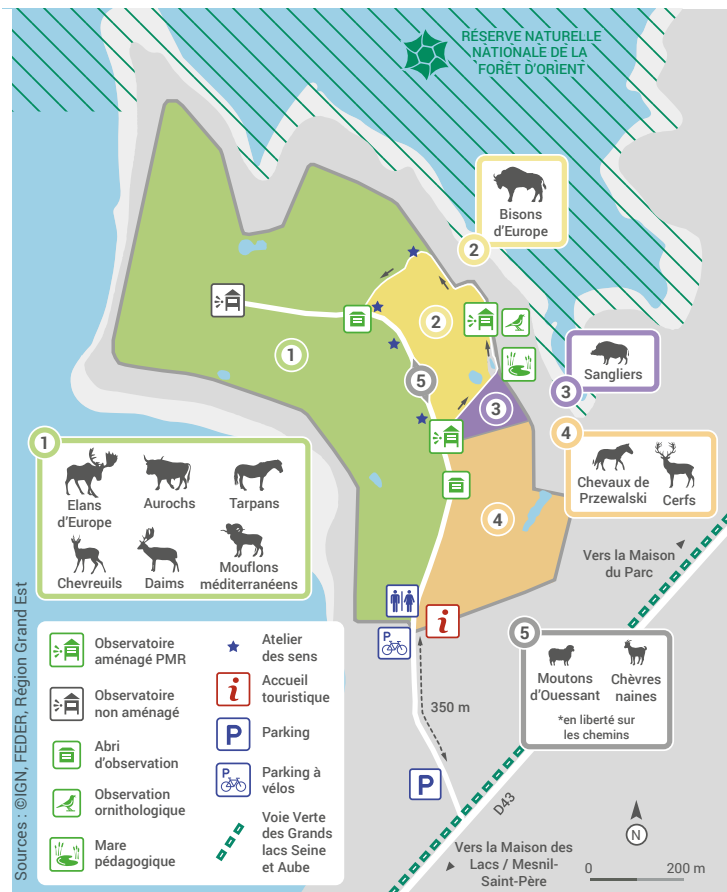 RÉSERVE NATURELLE
NATIONALE DE LA
FORÊT D'ORIENT
Bisons
d'Europe
2
2
1
5
3
Sangliers
3
4
Chevaux de
Przewalski
Cerfs
4
1
Elans
d'Europe
Aurochs
Tarpans
Chevreuils
Daims
Mouflons
méditerranéens
Vers la Maison
du Parc
i
P
5
Moutons
d'Ouessant
Chèvres
naines
*en liberté sur
les chemins
350 m
P
D43
Vers la Maison des
Lacs / Mesnil-
Saint-Père
N
0
200 m
Observatoire
aménagé PMR
Observatoire
non aménagé
Abri
d'observation
Observation
ornithologique
Mare
pédagogique
Atelier
des sens
i
Accueil
touristique
P
Parking
P
Parking à
vélos
Voie Verte
des Grands
lacs Seine
et Aube
Sources : ©IGN, FEDER, Région Grand Est